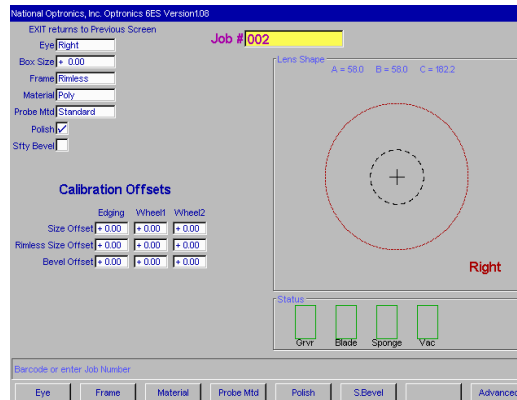 National Optronics, Inc. Optronics 6ES Version1.08
EXIT returns to Previous Screen
Job # 002
Eye Right
Box Size + 0.00
Frame Rimless
Material Poly
Probe Mtd Standard
Polish
Sfty Bevel
Lens Shape
A = 58.0 B = 58.0 C = 182.2
Right
Calibration Offsets
Edging Wheel1 Wheel2
Size Offset + 0.00 + 0.00 + 0.00
Rimless Size Offset + 0.00 + 0.00 + 0.00
Bevel Offset + 0.00 + 0.00 + 0.00
Status
Grvr Blade Sponge Vac
Barcode or enter Job Number
Eye Frame Material Probe Mtd Polish S.Bevel Advanced